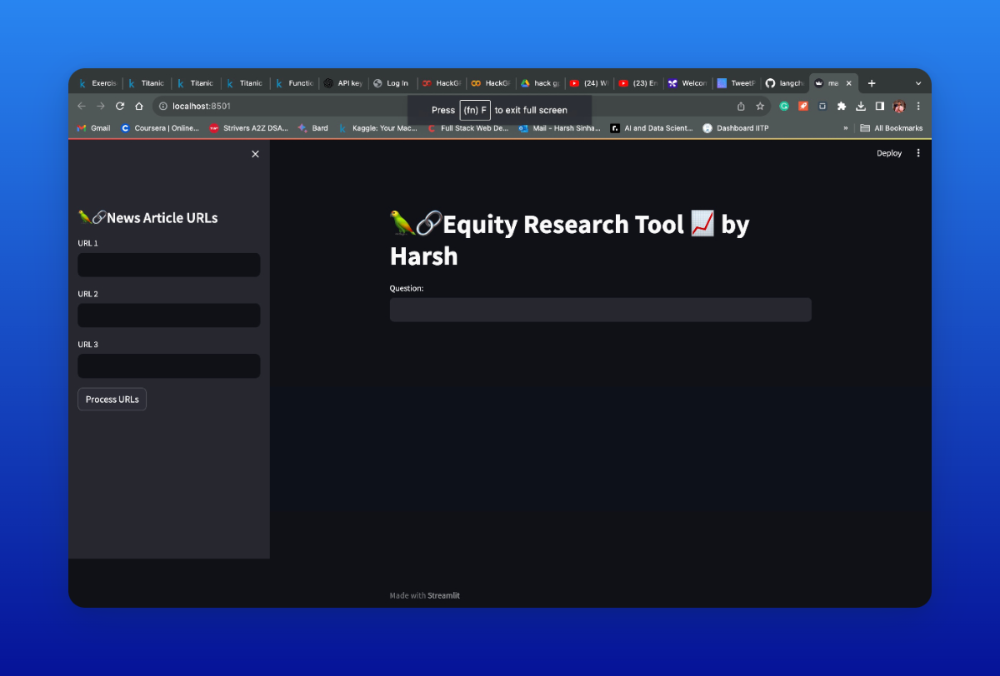 Exercis Titanic Titanic Titanic Functio API key Log In HackGF HackGF hack g (24) W (23) En Welcon TweetF langch ma
localhost:8501
Press (fn) F to exit full screen
Gmail Coursera | Online... Strivers A2Z DSA... Bard Kaggle: Your Mac... Full Stack Web De... Mail - Harsh Sinha... AI and Data Scient... Dashboard IITP » All Bookmarks
Deploy
News Article URLs
URL 1
URL 2
URL 3
Process URLs
Equity Research Tool 📈 by
Harsh
Question:
Made with Streamlit